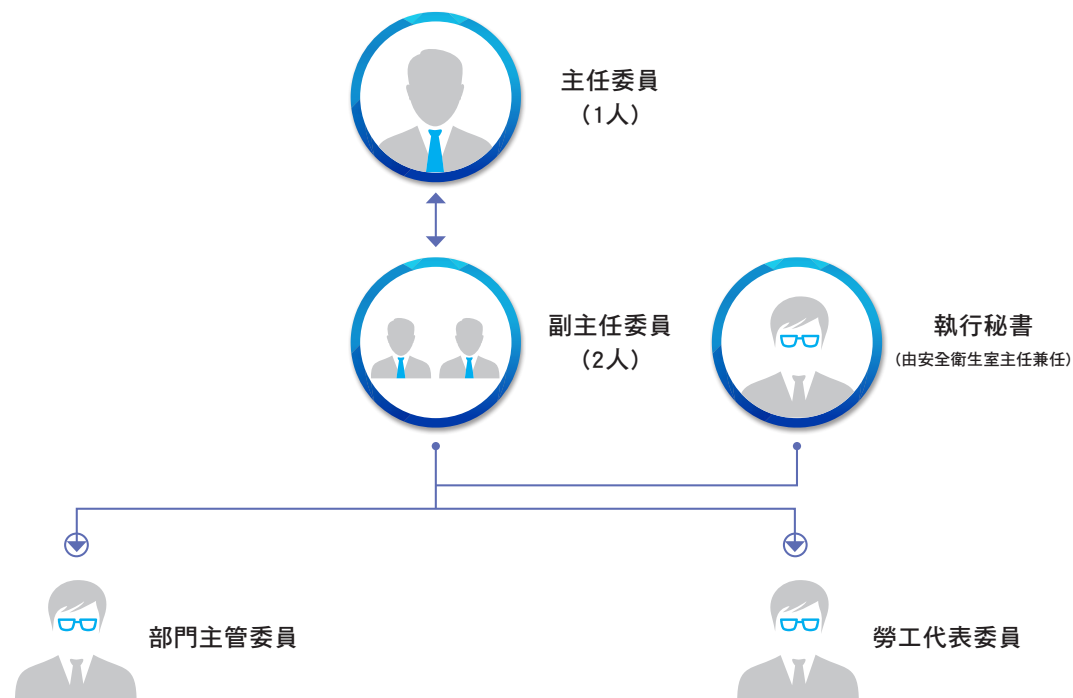 主任委員
(1人)
副主任委員
(2人)
執行秘書
(由安全衛生室主任兼任)
部門主管委員
勞工代表委員